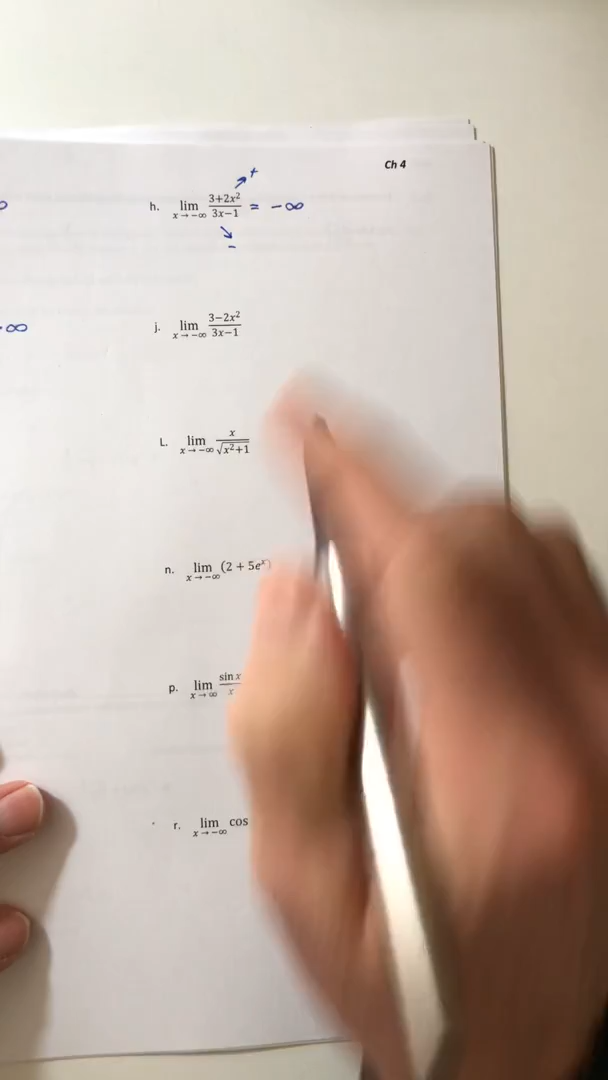 Ch 4
h. lim x→−∞ (3+2x²)/(3x−1) = −∞
+
−
∞
j. lim x→−∞ (3−2x²)/(3x−1)
L. lim x→−∞ x/√(x²+1)
n. lim x→−∞ (2 + 5eˣ)
p. lim x→∞ sin x/x
r. lim x→−∞ cos